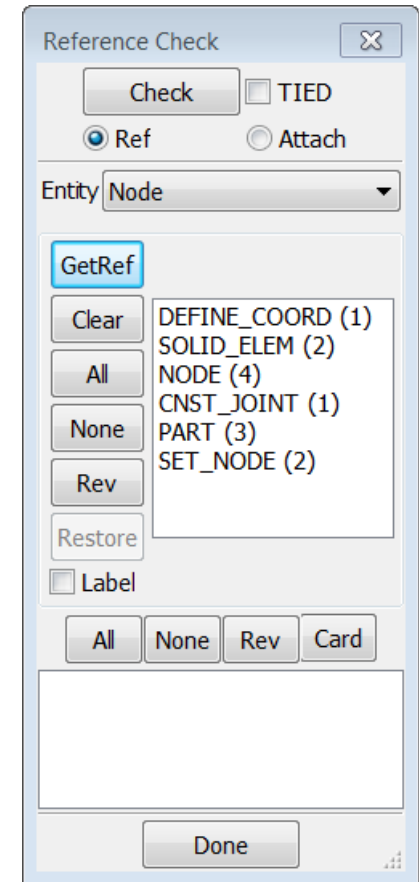 Reference Check
Check TIED
Ref Attach
Entity Node
GetRef
Clear
All
None
Rev
Restore
Label
DEFINE_COORD (1)
SOLID_ELEM (2)
NODE (4)
CNST_JOINT (1)
PART (3)
SET_NODE (2)
All None Rev Card
Done